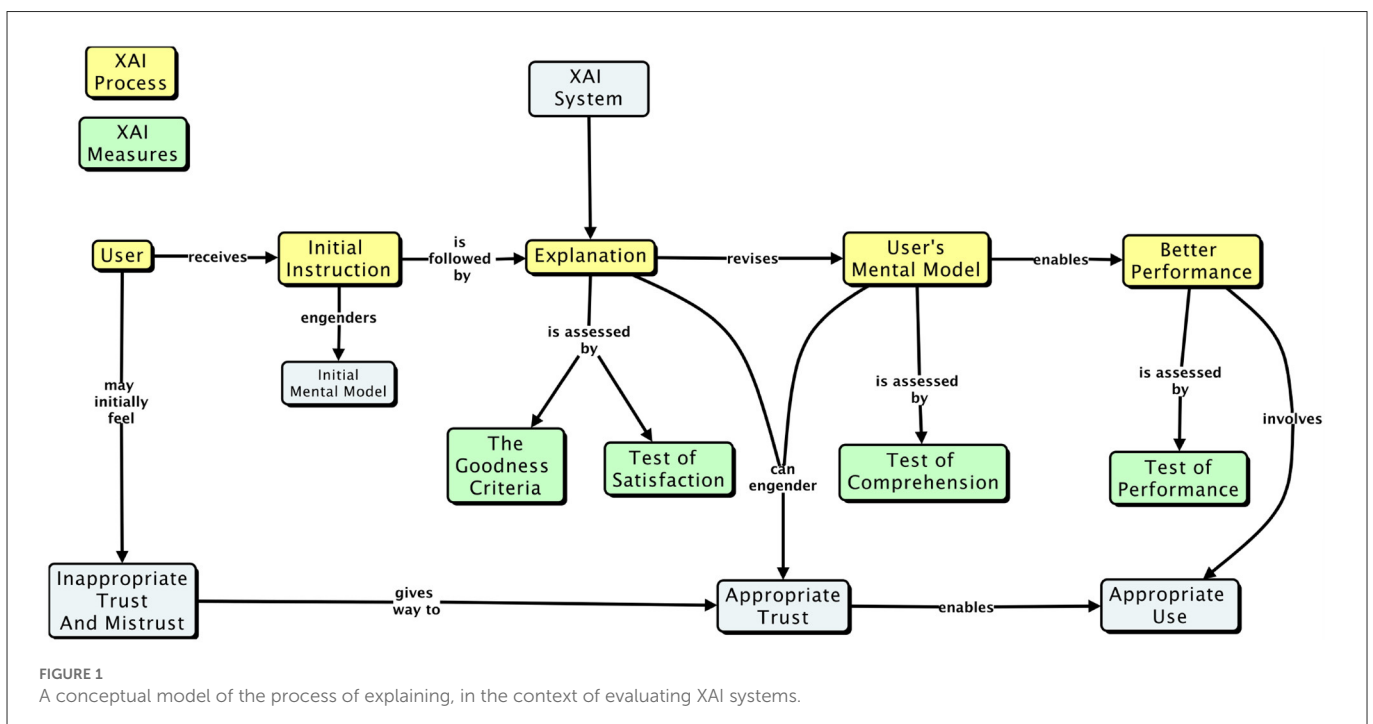 XAI
Process
XAI
Measures
XAI
System
User
receives
Initial
Instruction
is
followed
by
Explanation
revises
User's
Mental Model
enables
Better
Performance
engenders
Initial
Mental Model
may
initially
feel
is assessed
by
The
Goodness
Criteria
Test of
Satisfaction
can
engender
is assessed
by
Test of
Comprehension
is assessed
by
Test of
Performance
involves
Inappropriate
Trust
And Mistrust
gives
way to
Appropriate
Trust
enables
Appropriate
Use
FIGURE 1
A conceptual model of the process of explaining, in the context of evaluating XAI systems.